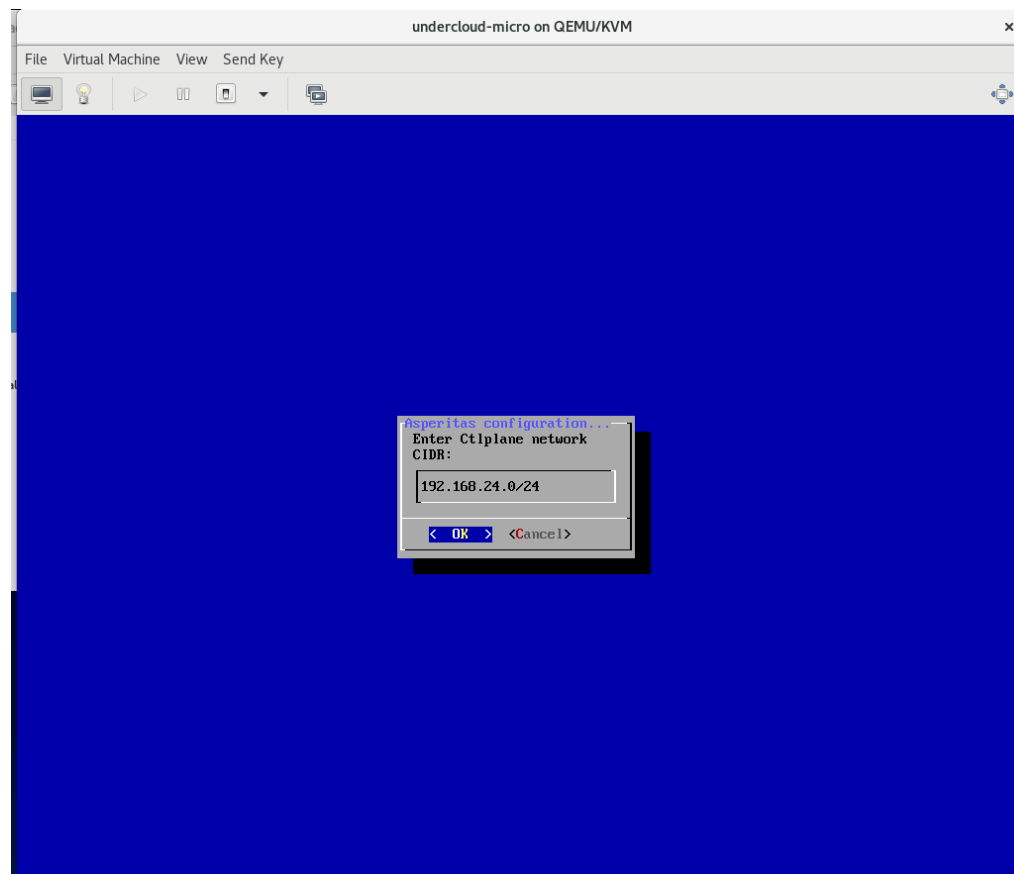 undercloud-micro on QEMU/KVM
File Virtual Machine View Send Key
Asperitas configuration...
Enter Ctlplane network
CIDR:
192.168.24.0/24
< OK > <Cancel>